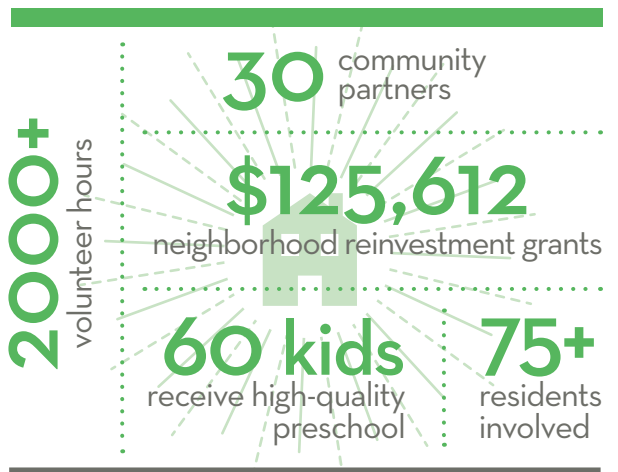 2000+
volunteer hours
30 community
partners
$125,612
neighborhood reinvestment grants
60 kids
receive high-quality
preschool
75+
residents
involved